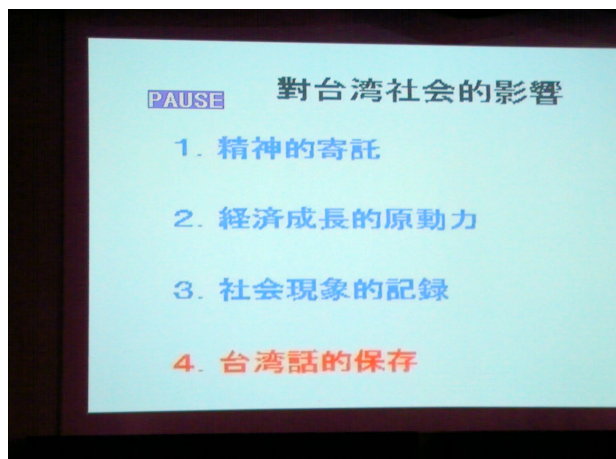 對台湾社会的影響
PAUSE
1. 精神的寄託
2. 経済成長的原動力
3. 社会現象的記録
4. 台湾話的保存